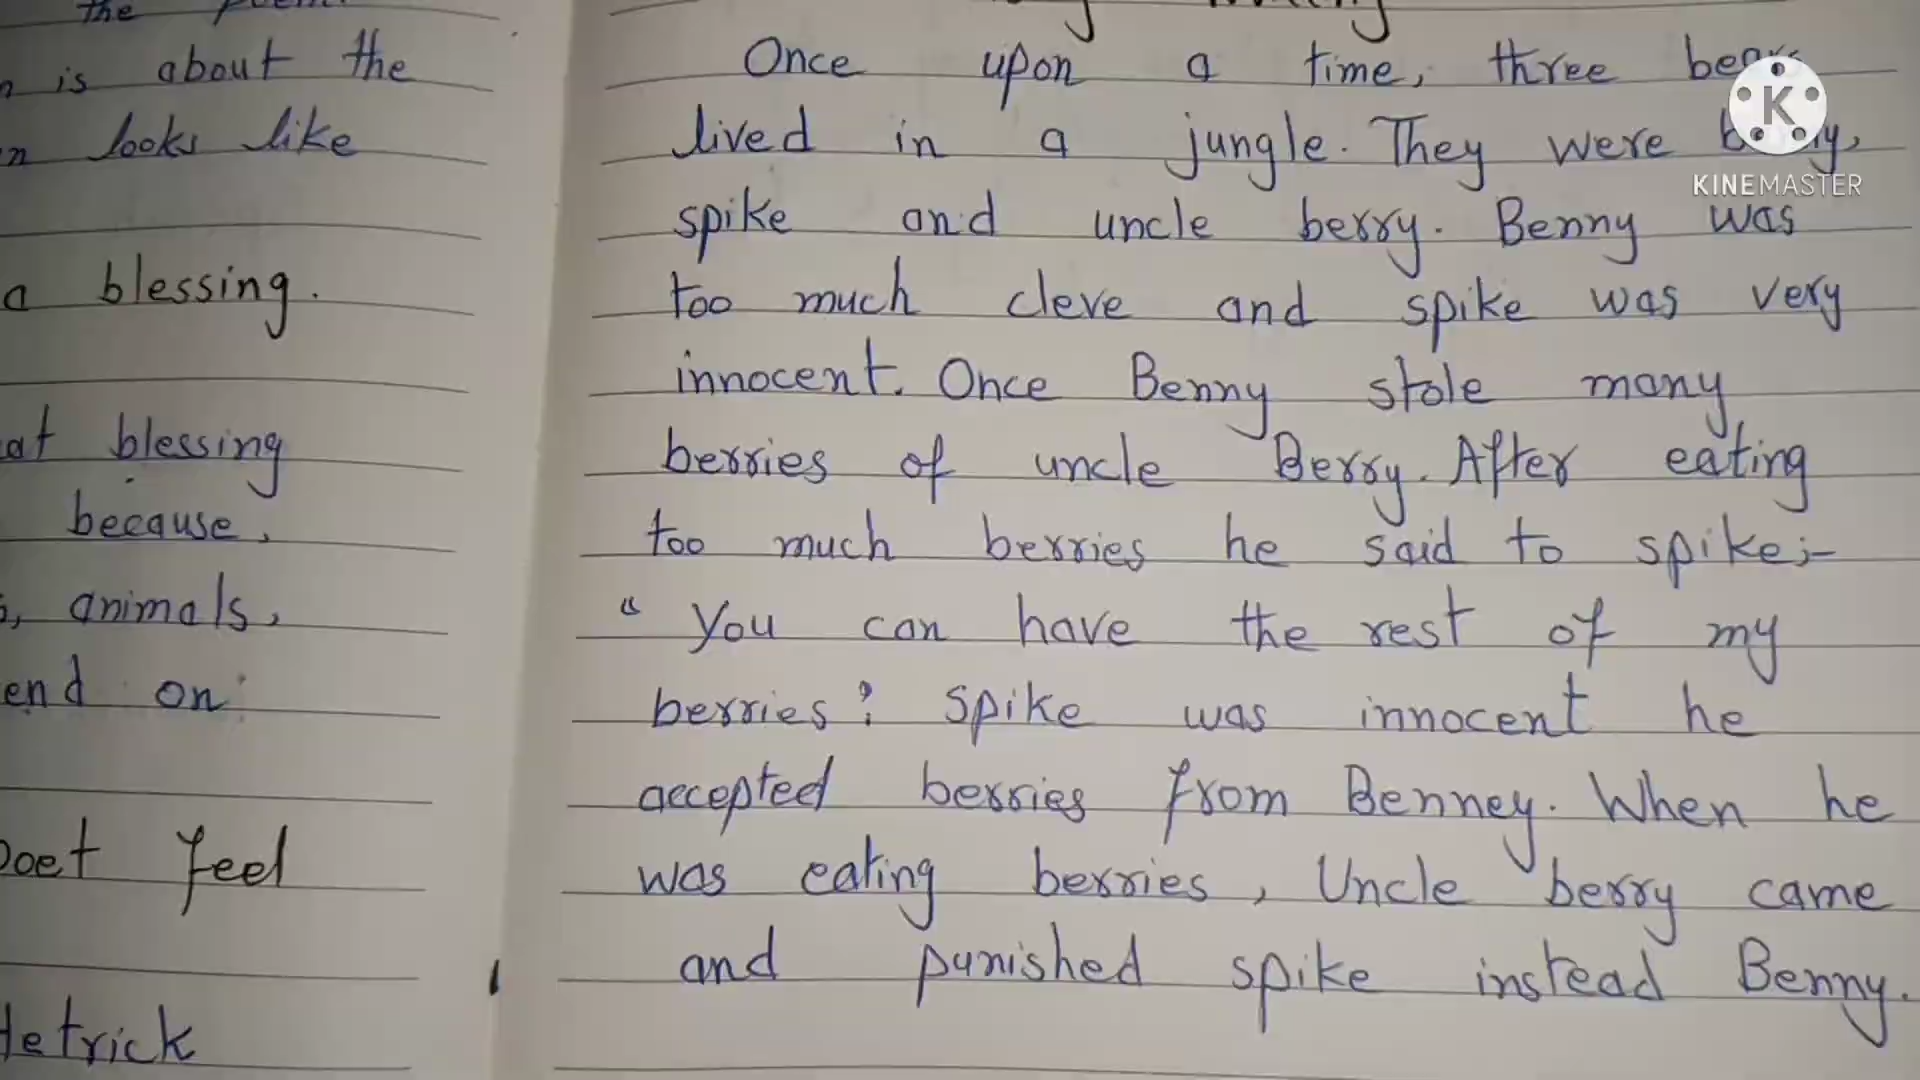 the
is about the
looks like
a blessing.
blessing
because,
animals,
end on
feel
Once upon a time, three bears
lived in a jungle. They were
spike and uncle berry. Benny was
too much cleve and spike was very
innocent. Once Benny stole many
berries of uncle Berry. After eating
too much berries he said to spike;-
“ You can have the rest of my
berries? Spike was innocent he
accepted berries from Benney. When he
was eating berries, Uncle berry came
and punished spike instead Benny.
K
KINEMASTER